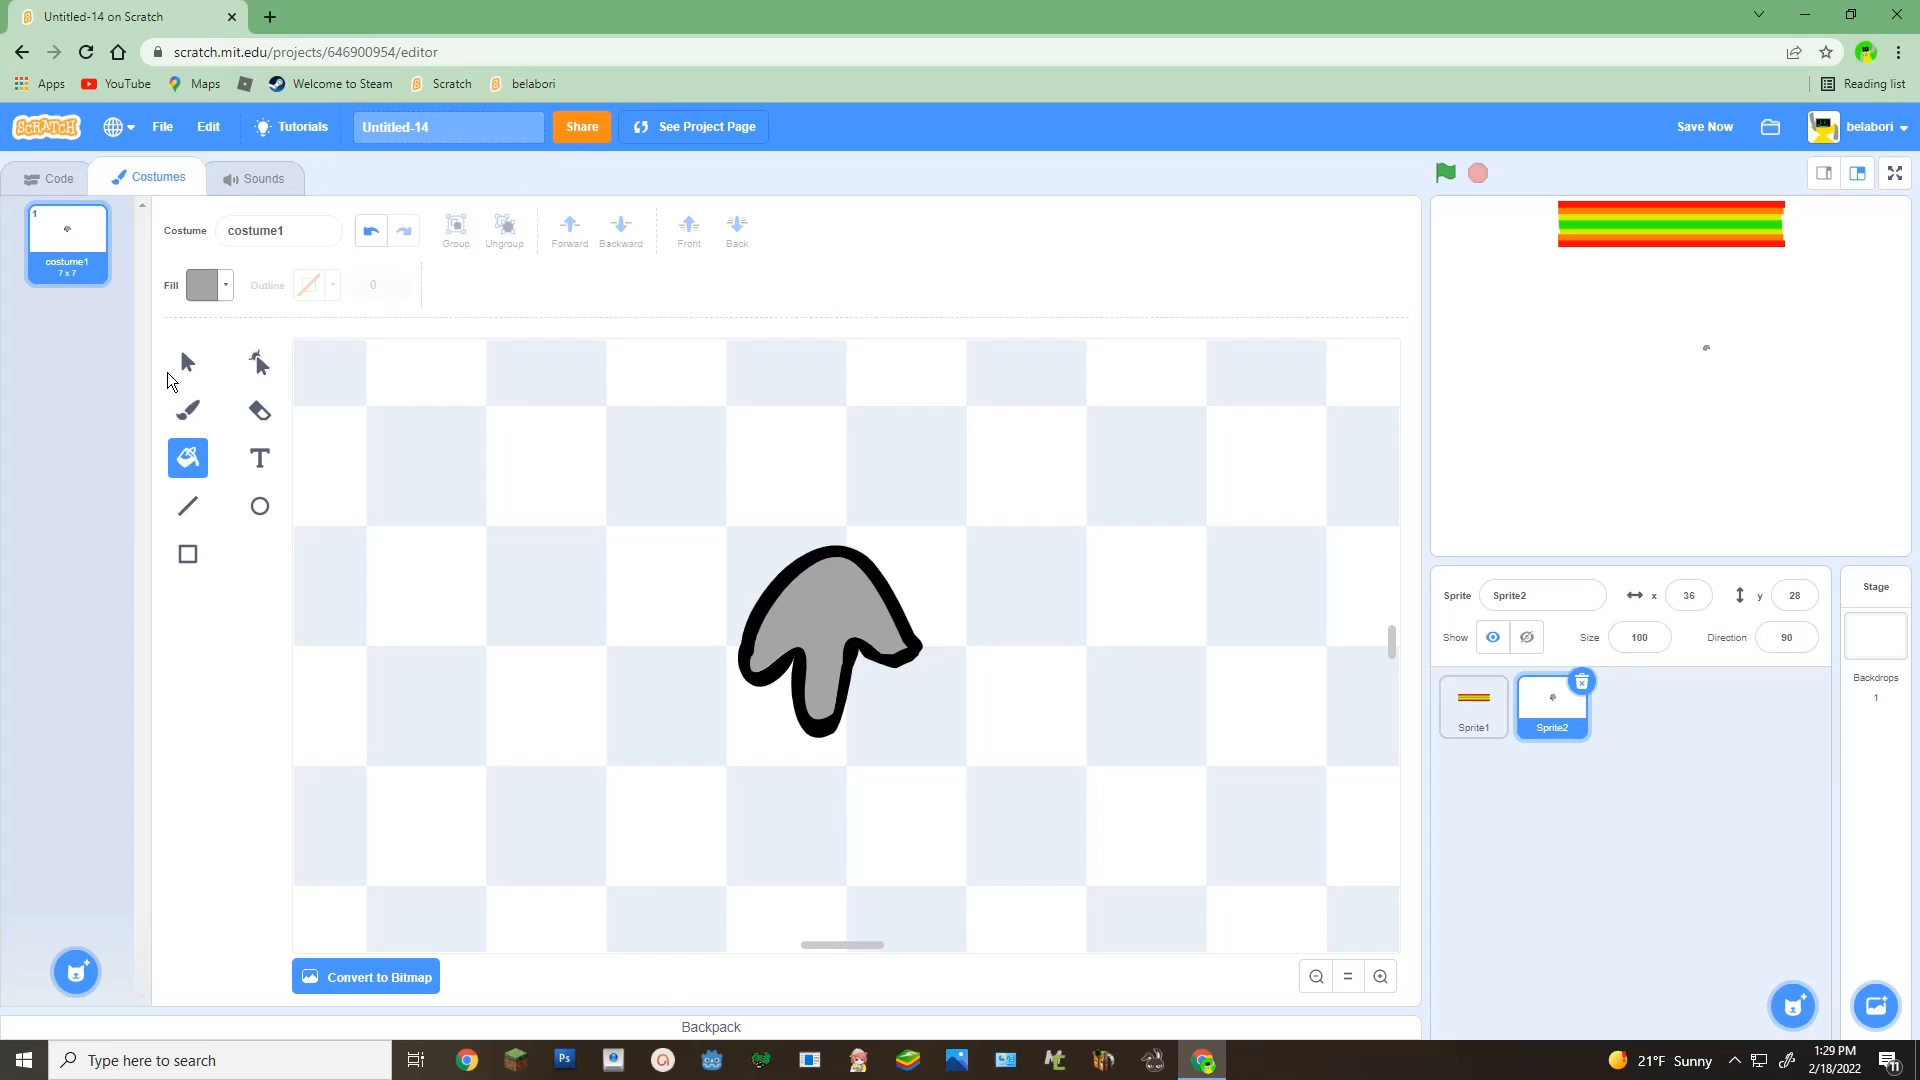 Untitled-14 on Scratch
scratch.mit.edu/projects/646900954/editor
Apps YouTube Maps Welcome to Steam Scratch belabori Reading list
SCRATCH File Edit Tutorials Untitled-14 Share See Project Page Save Now belabori
Code Costumes Sounds
1
costume1
7 x 7
Costume costume1 Group Ungroup Forward Backward Front Back
Fill Outline 0
T
Convert to Bitmap
Backpack
Sprite Sprite2 x 36 y 28
Show Size 100 Direction 90
Sprite1
Sprite2
Stage
Backdrops
1
Type here to search
Ps
21°F Sunny
1:29 PM
2/18/2022
11